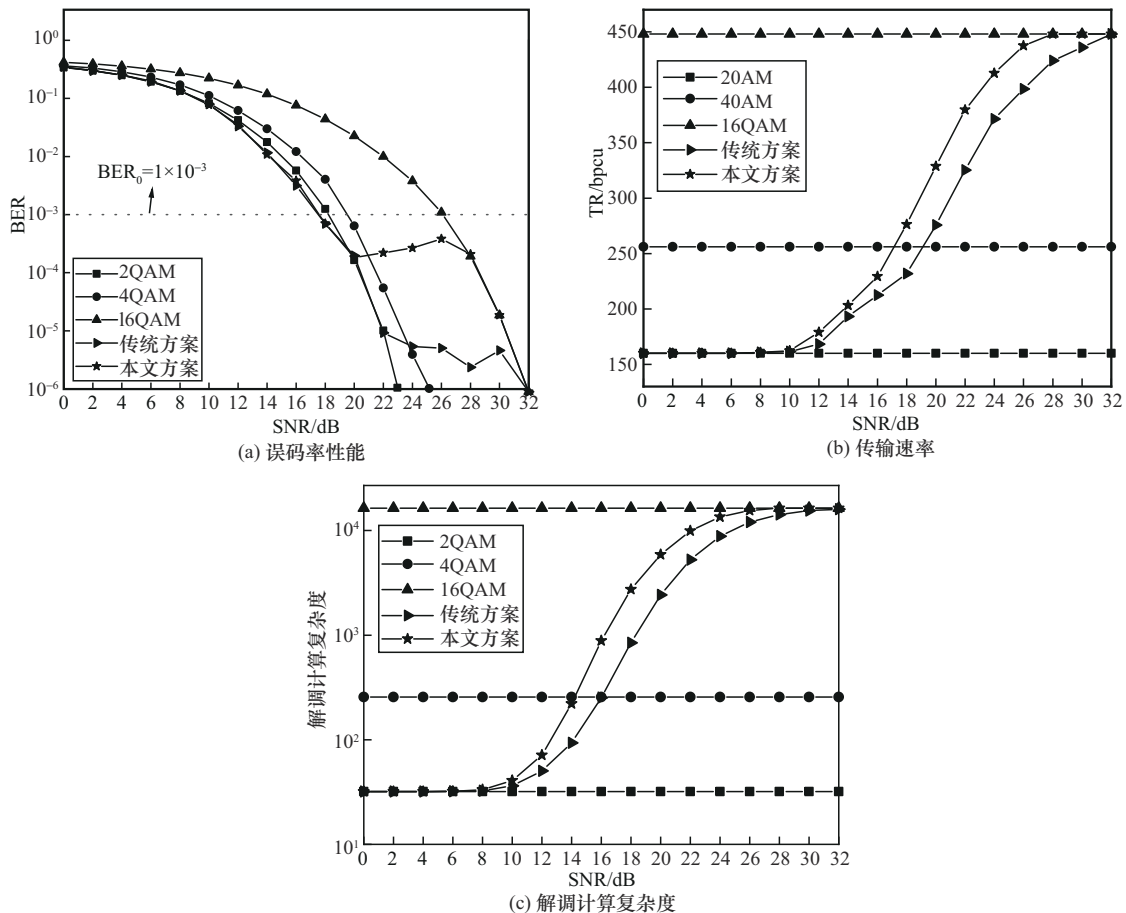 10⁰
10⁻¹
10⁻²
10⁻³
10⁻⁴
10⁻⁵
10⁻⁶
BER
BER₀=1×10⁻³
2QAM
4QAM
l6QAM
传统方案
本文方案
0 2 4 6 8 10 12 14 16 18 20 22 24 26 28 30 32
SNR/dB
(a) 误码率性能
450
400
350
300
250
200
150
TR/bpcu
20AM
40AM
16QAM
传统方案
本文方案
0 2 4 6 8 10 12 14 16 18 20 22 24 26 28 30 32
SNR/dB
(b) 传输速率
10⁴
10³
10²
10¹
解调计算复杂度
2QAM
4QAM
16QAM
传统方案
本文方案
0 2 4 6 8 10 12 14 16 18 20 22 24 26 28 30 32
SNR/dB
(c) 解调计算复杂度